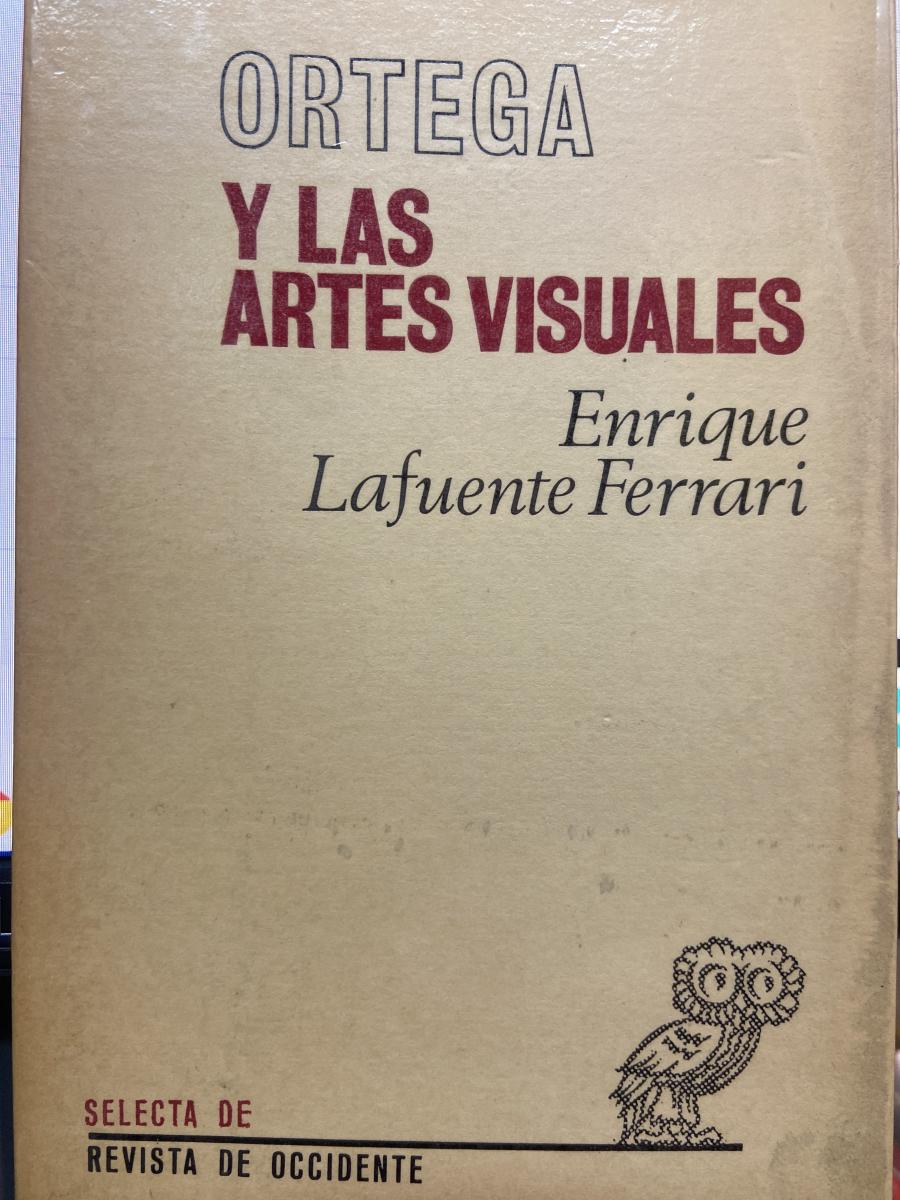 ORTEGA
Y LAS
ARTES VISUALES
Enrique
Lafuente Ferrari
SELECTA DE
REVISTA DE OCCIDENTE